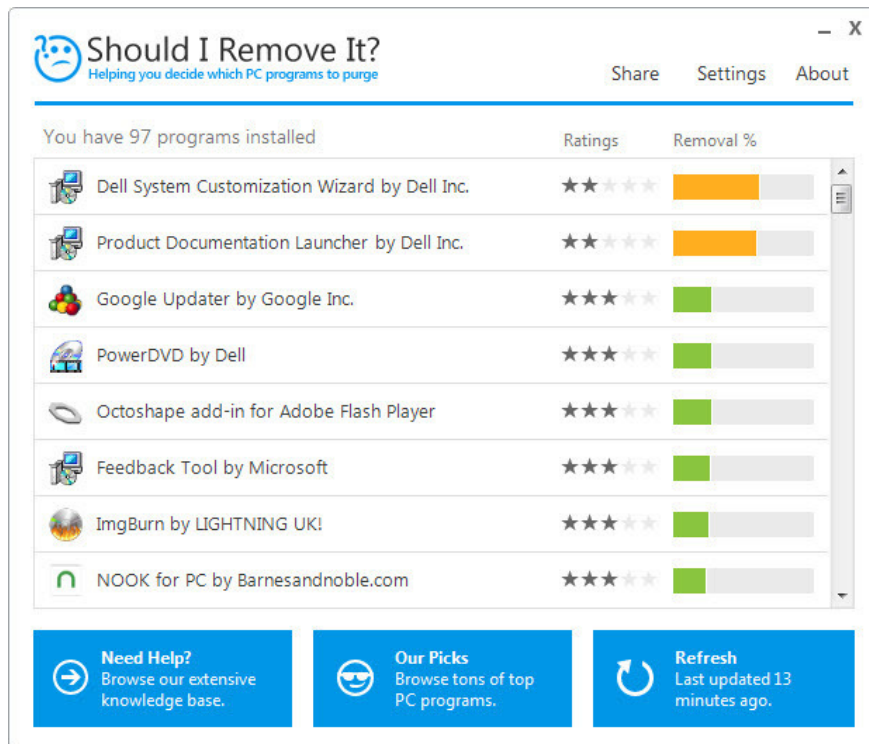 Should I Remove It?
Helping you decide which PC programs to purge
– X
Share Settings About
You have 97 programs installed Ratings Removal %
Dell System Customization Wizard by Dell Inc.
Product Documentation Launcher by Dell Inc.
Google Updater by Google Inc.
PowerDVD by Dell
Octoshape add-in for Adobe Flash Player
Feedback Tool by Microsoft
ImgBurn by LIGHTNING UK!
NOOK for PC by Barnesandnoble.com
Need Help?
Browse our extensive
knowledge base.
Our Picks
Browse tons of top
PC programs.
Refresh
Last updated 13
minutes ago.